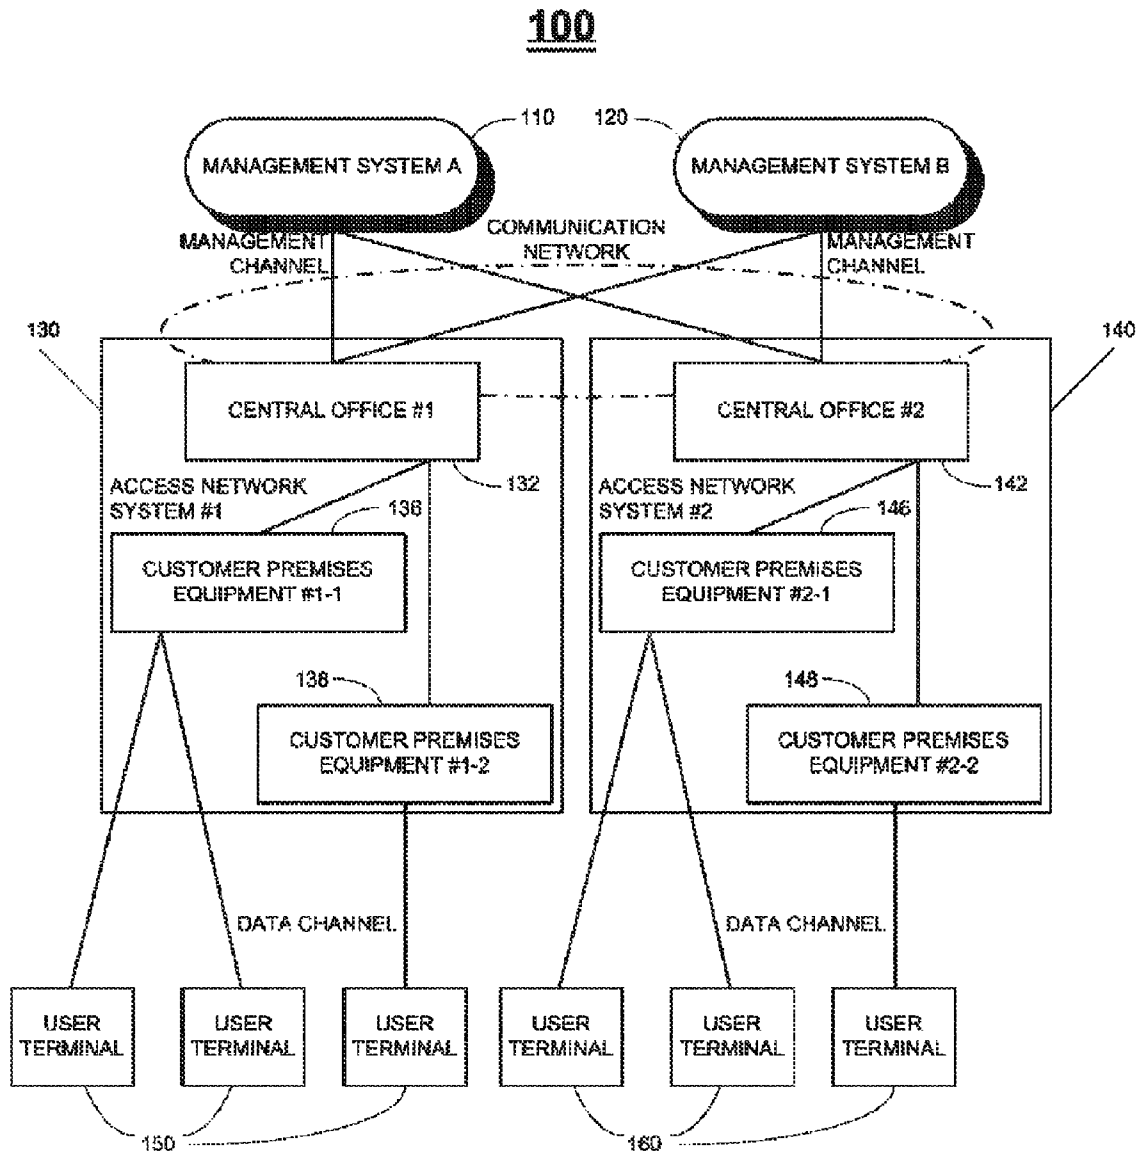 100
110
120
MANAGEMENT SYSTEM A
MANAGEMENT SYSTEM B
MANAGEMENT
CHANNEL
COMMUNICATION
NETWORK
MANAGEMENT
CHANNEL
130
140
CENTRAL OFFICE #1
CENTRAL OFFICE #2
132
142
ACCESS NETWORK
SYSTEM #1
ACCESS NETWORK
SYSTEM #2
136
146
CUSTOMER PREMISES
EQUIPMENT #1-1
CUSTOMER PREMISES
EQUIPMENT #2-1
138
148
CUSTOMER PREMISES
EQUIPMENT #1-2
CUSTOMER PREMISES
EQUIPMENT #2-2
DATA CHANNEL
DATA CHANNEL
USER
TERMINAL
USER
TERMINAL
USER
TERMINAL
USER
TERMINAL
USER
TERMINAL
USER
TERMINAL
150
160